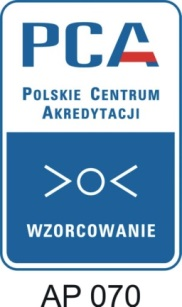 PCA
POLSKIE CENTRUM
AKREDYTACJI
>O<
WZORCOWANIE
AP 070